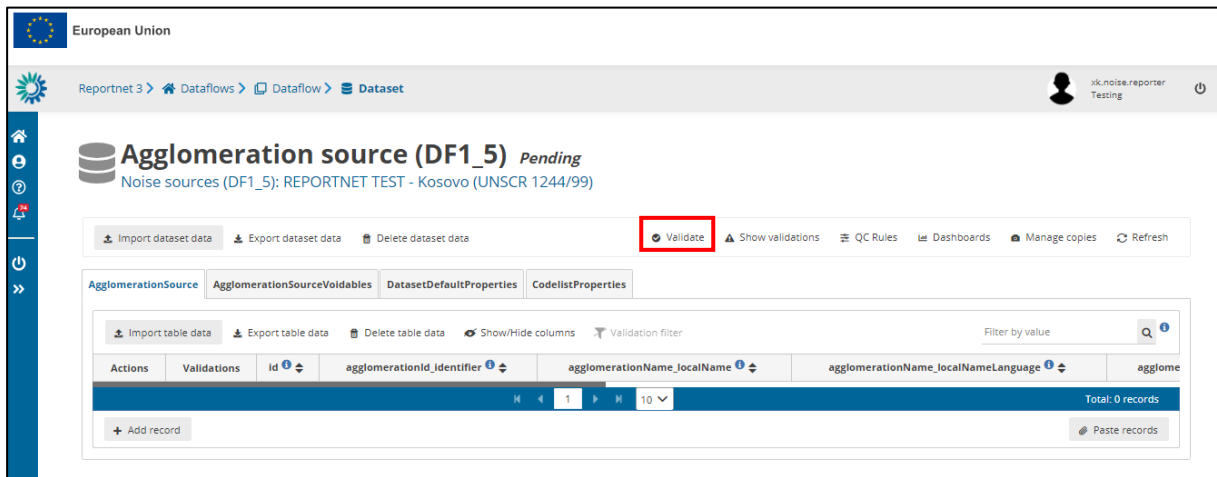 European Union
Reportnet 3 > Dataflows > Dataflow > Dataset
xk.noise.reporter
Testing
74
Agglomeration source (DF1_5) Pending
Noise sources (DF1_5): REPORTNET TEST - Kosovo (UNSCR 1244/99)
Import dataset data Export dataset data Delete dataset data Validate Show validations QC Rules Dashboards Manage copies Refresh
AgglomerationSource AgglomerationSourceVoidables DatasetDefaultProperties CodelistProperties
Import table data Export table data Delete table data Show/Hide columns Validation filter Filter by value
Actions Validations id agglomerationId_identifier agglomerationName_localName agglomerationName_localNameLanguage agglome
1 10 Total: 0 records
+ Add record Paste records